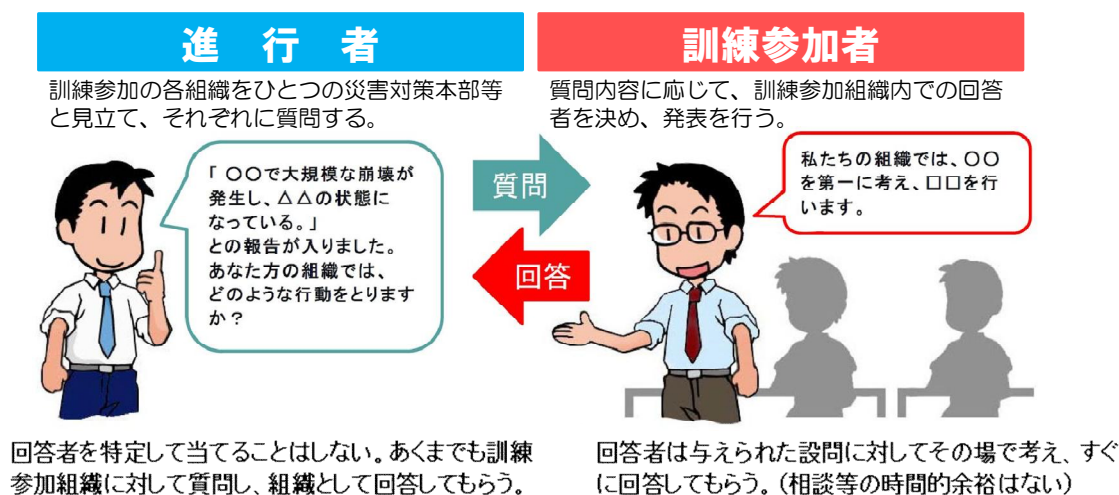 進 行 者
訓練参加者
訓練参加の各組織をひとつの災害対策本部等
と見立て、それぞれに質問する。
質問内容に応じて、訓練参加組織内での回答
者を決め、発表を行う。
「 〇〇で大規模な崩壊が
発生し、△△の状態に
なっている。」
との報告が入りました。
あなた方の組織では、
どのような行動をとります
か？
質問
回答
私たちの組織では、〇〇
を第一に考え、□□を行
います。
回答者を特定して当てることはしない。あくまでも訓練
参加組織に対して質問し、組織として回答してもらう。
回答者は与えられた設問に対してその場で考え、すぐ
に回答してもらう。（相談等の時間的余裕はない）